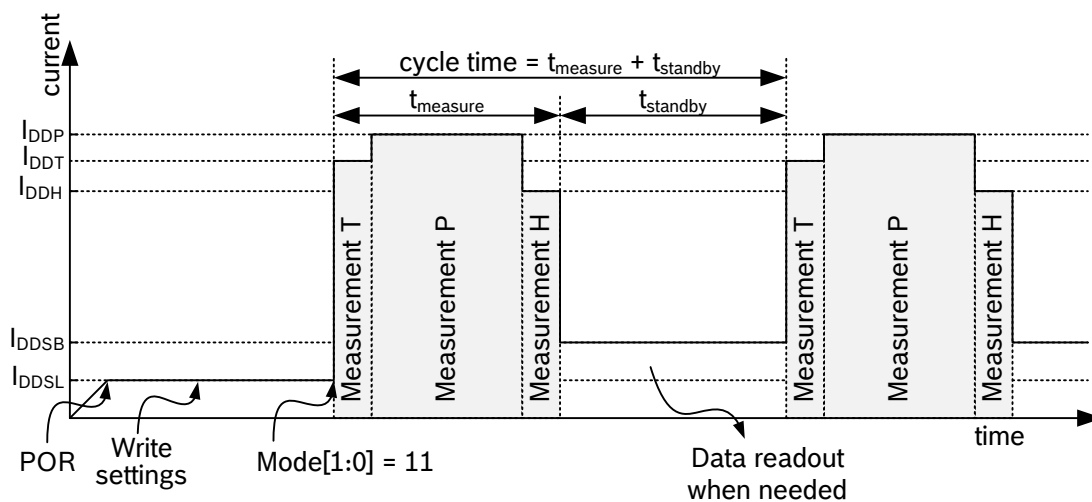 current
cycle time = tmeasure + tstandby
tmeasure
tstandby
IDDP
IDDT
IDDH
IDDSB
IDDSL
Measurement T
Measurement P
Measurement H
Measurement T
Measurement P
Measurement H
time
POR
Write
settings
Mode[1:0] = 11
Data readout
when needed